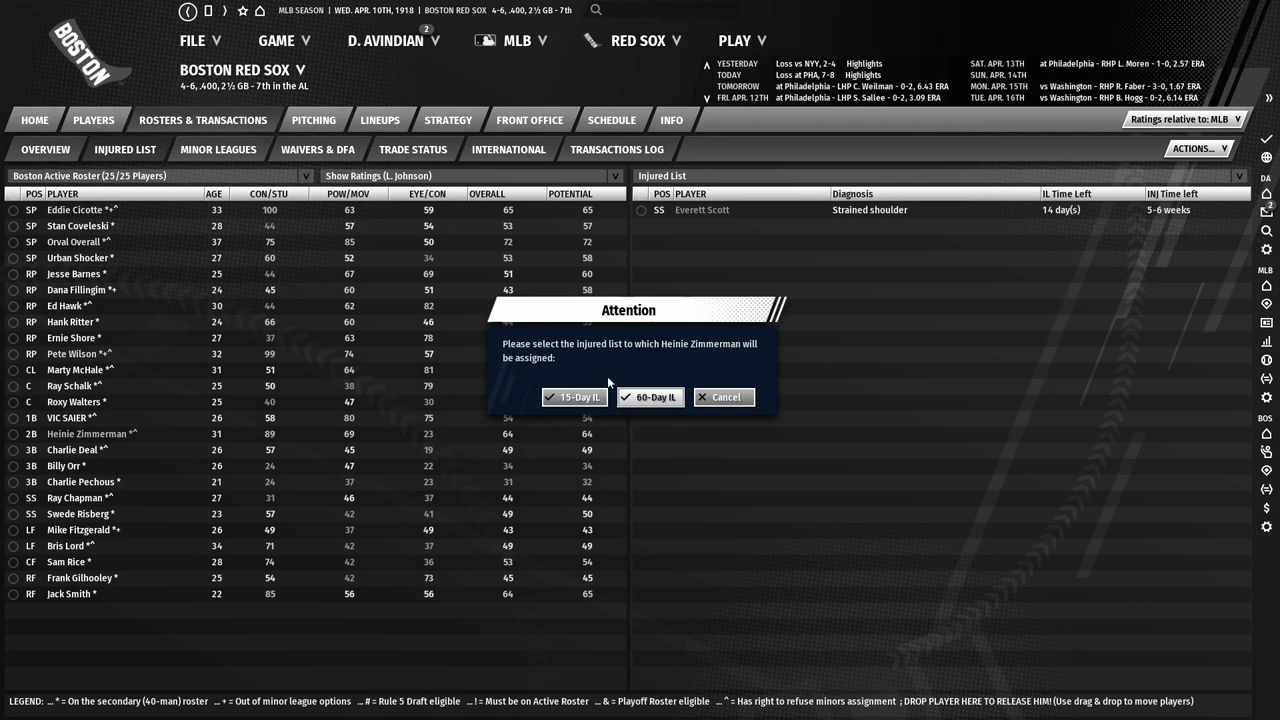 BOSTON
MLB SEASON | WED. APR. 10TH, 1918 | BOSTON RED SOX 4-6, .400, 2 ½ GB - 7th
FILE GAME D. AVINDIAN 2 MLB RED SOX PLAY
BOSTON RED SOX
4-6, .400, 2 ½ GB - 7th in the AL
YESTERDAY Loss vs NYY, 2-4 Highlights SAT. APR. 13TH at Philadelphia - RHP L. Moren - 1-0, 2.57 ERA
TODAY Loss at PHA, 7-8 Highlights SUN. APR. 14TH
TOMORROW at Philadelphia - LHP C. Weilman - 0-2, 6.43 ERA MON. APR. 15TH vs Washington - RHP R. Faber - 3-0, 1.67 ERA
FRI. APR. 12TH at Philadelphia - LHP S. Sallee - 0-2, 3.09 ERA TUE. APR. 16TH vs Washington - RHP B. Hogg - 0-2, 6.14 ERA
HOME PLAYERS ROSTERS & TRANSACTIONS PITCHING LINEUPS STRATEGY FRONT OFFICE SCHEDULE INFO Ratings relative to: MLB
OVERVIEW INJURED LIST MINOR LEAGUES WAIVERS & DFA TRADE STATUS INTERNATIONAL TRANSACTIONS LOG ACTIONS...
Boston Active Roster (25/25 Players) Show Ratings (L. Johnson) Injured List
POS PLAYER AGE CON/STU POW/MOV EYE/CON OVERALL POTENTIAL POS PLAYER Diagnosis IL Time Left INJ Time left
SP Eddie Cicotte *+^ 33 100 63 59 65 65 SS Everett Scott Strained shoulder 14 day(s) 5-6 weeks
SP Stan Coveleski * 28 44 57 54 53 57
SP Orval Overall *^ 37 75 85 50 72 72
SP Urban Shocker * 27 60 52 34 53 58
RP Jesse Barnes * 25 44 67 69 51 60
RP Dana Fillingim *+ 24 45 60 51 43 58
RP Ed Hawk *^ 30 44 62 82
RP Hank Ritter * 24 66 60 46
RP Ernie Shore * 27 37 63 78
RP Pete Wilson *+^ 32 99 74 57
CL Marty McHale *^ 31 51 64 81
C Ray Schalk *^ 25 50 38 79
C Roxy Walters * 25 40 47 30
1B VIC SAIER *^ 26 58 80 75 54 54
2B Heinie Zimmerman *^ 31 89 69 23 64 64
3B Charlie Deal *^ 26 57 45 19 49 49
3B Billy Orr * 26 24 47 22 34 34
3B Charlie Pechous * 21 24 37 23 31 32
SS Ray Chapman *^ 27 31 46 37 44 44
SS Swede Risberg * 23 57 42 41 49 50
LF Mike Fitzgerald *+ 26 49 37 49 43 43
LF Bris Lord *^ 34 71 42 37 49 49
CF Sam Rice * 28 74 42 36 53 54
RF Frank Gilhooley * 25 54 42 73 45 45
RF Jack Smith * 22 85 56 56 64 65
Attention
Please select the injured list to which Heinie Zimmerman will
be assigned:
15-Day IL 60-Day IL Cancel
DA
2
MLB
BOS
LEGEND: ... * = On the secondary (40-man) roster ... + = Out of minor league options ... # = Rule 5 Draft eligible ... ! = Must be on Active Roster ... & = Playoff Roster eligible ... ^ = Has right to refuse minors assignment ; DROP PLAYER HERE TO RELEASE HIM! (Use drag & drop to move players)